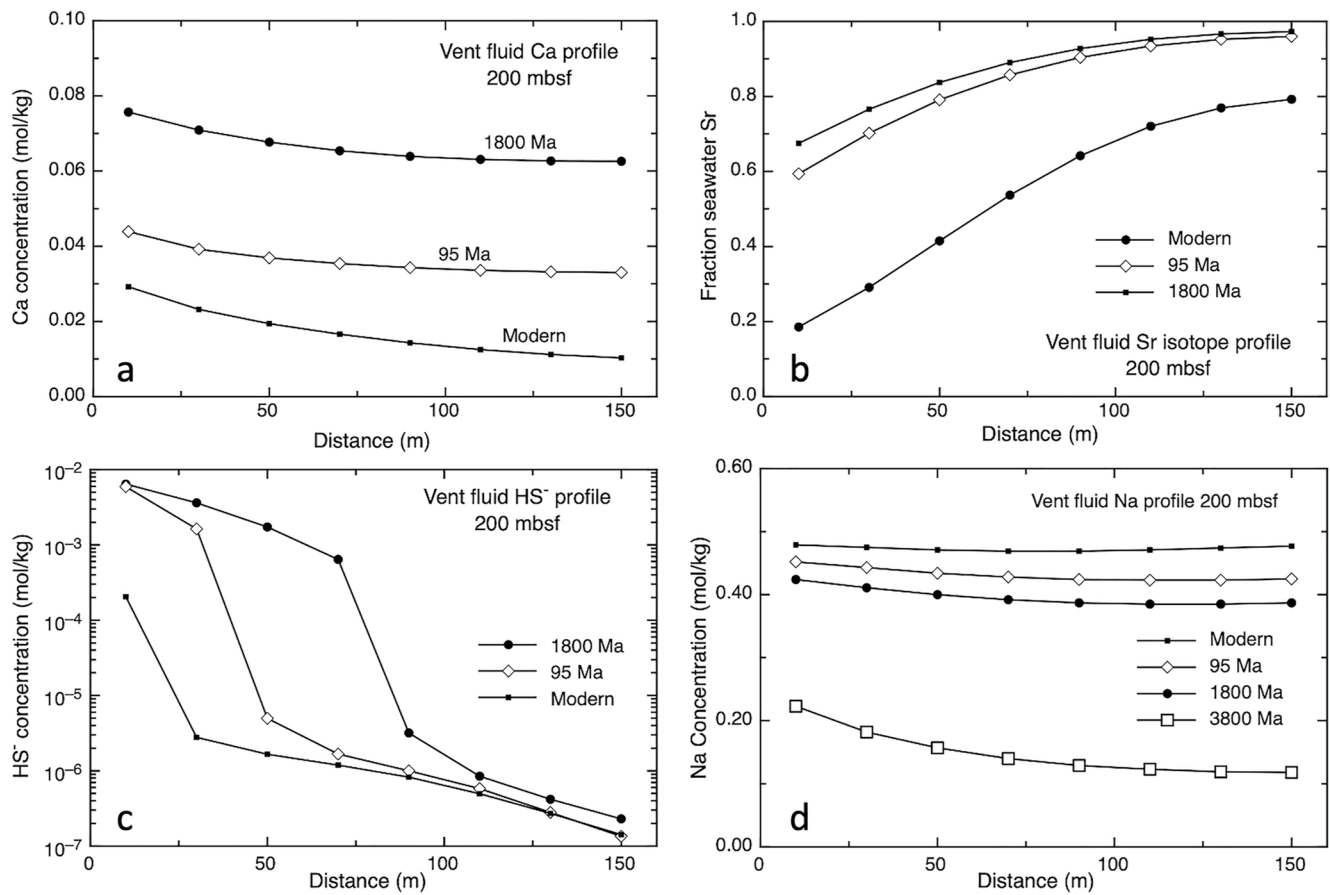 0.10
0.08
0.06
0.04
0.02
0.00
Ca concentration (mol/kg)
Vent fluid Ca profile
200 mbsf
1800 Ma
95 Ma
Modern
a
0
50
100
150
Distance (m)
1.0
0.8
0.6
0.4
0.2
0.0
Fraction seawater Sr
Modern
95 Ma
1800 Ma
Vent fluid Sr isotope profile
200 mbsf
b
0
50
100
150
Distance (m)
10⁻²
10⁻³
10⁻⁴
10⁻⁵
10⁻⁶
10⁻⁷
HS⁻ concentration (mol/kg)
Vent fluid HS⁻ profile
200 mbsf
1800 Ma
95 Ma
Modern
c
0
50
100
150
Distance (m)
0.60
0.40
0.20
0.00
Na Concentration (mol/kg)
Vent fluid Na profile 200 mbsf
Modern
95 Ma
1800 Ma
3800 Ma
d
0
50
100
150
Distance (m)